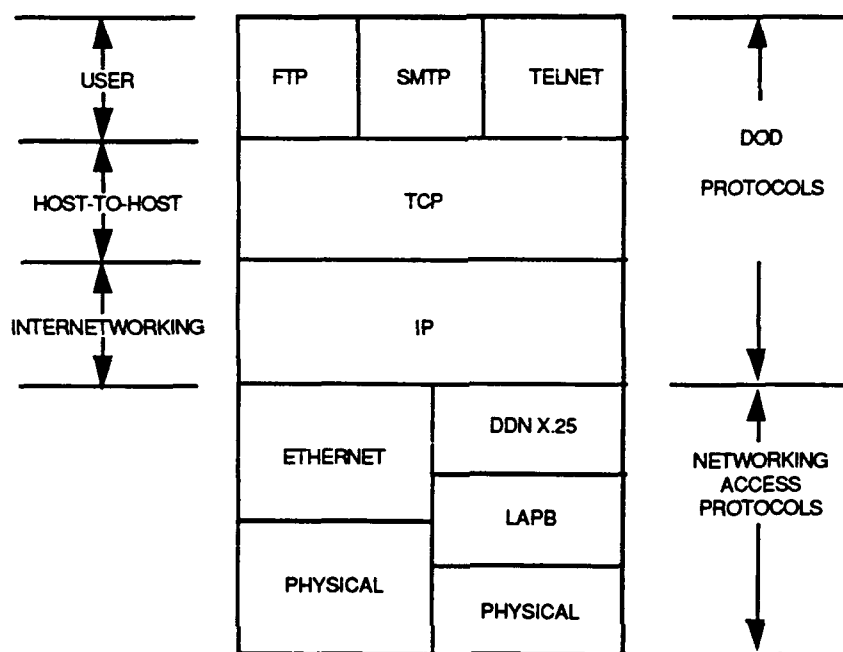 USER
FTP
SMTP
TELNET
DOD
PROTOCOLS
HOST-TO-HOST
TCP
INTERNETWORKING
IP
ETHERNET
DDN X.25
NETWORKING
ACCESS
PROTOCOLS
LAPB
PHYSICAL
PHYSICAL